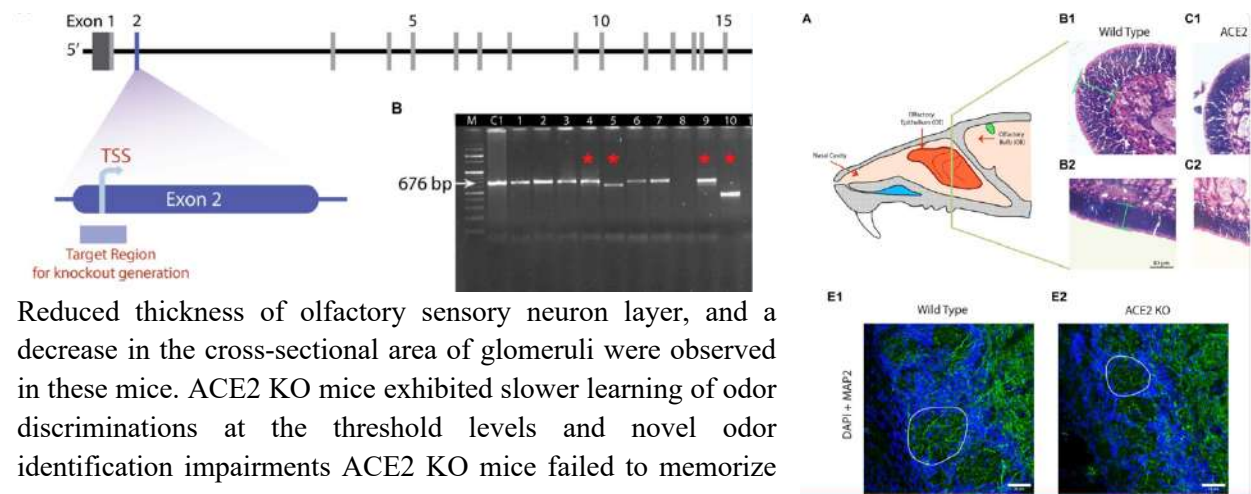 Exon 1 2 5 10 15
5'
TSS
Exon 2
Target Region
for knockout generation
B
M C1 1 2 3 4 5 6 7 8 9 10 1
* * * *
676 bp
Reduced thickness of olfactory sensory neuron layer, and a
decrease in the cross-sectional area of glomeruli were observed
in these mice. ACE2 KO mice exhibited slower learning of odor
discriminations at the threshold levels and novel odor
identification impairments ACE2 KO mice failed to memorize
A
Olfactory
Epithelium (OE)
Olfactory
Bulb (OB)
Nasal Cavity
B1 C1
Wild Type ACE2
B2 C2
E1 E2
Wild Type ACE2 KO
DAPI + MAP2